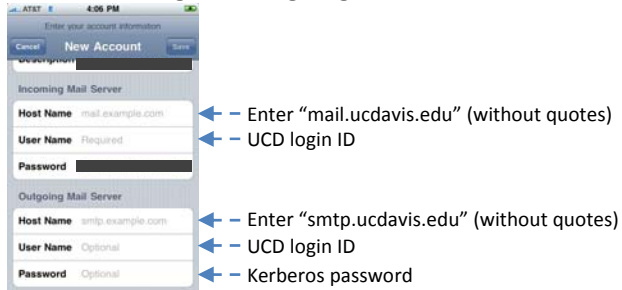 AT&T 4:06 PM
Enter your account information
Cancel New Account Save
Description
Incoming Mail Server
Host Name mail.example.com
Enter “mail.ucdavis.edu” (without quotes)
User Name Required
UCD login ID
Password
Outgoing Mail Server
Host Name smtp.example.com
Enter “smtp.ucdavis.edu” (without quotes)
User Name Optional
UCD login ID
Password Optional
Kerberos password